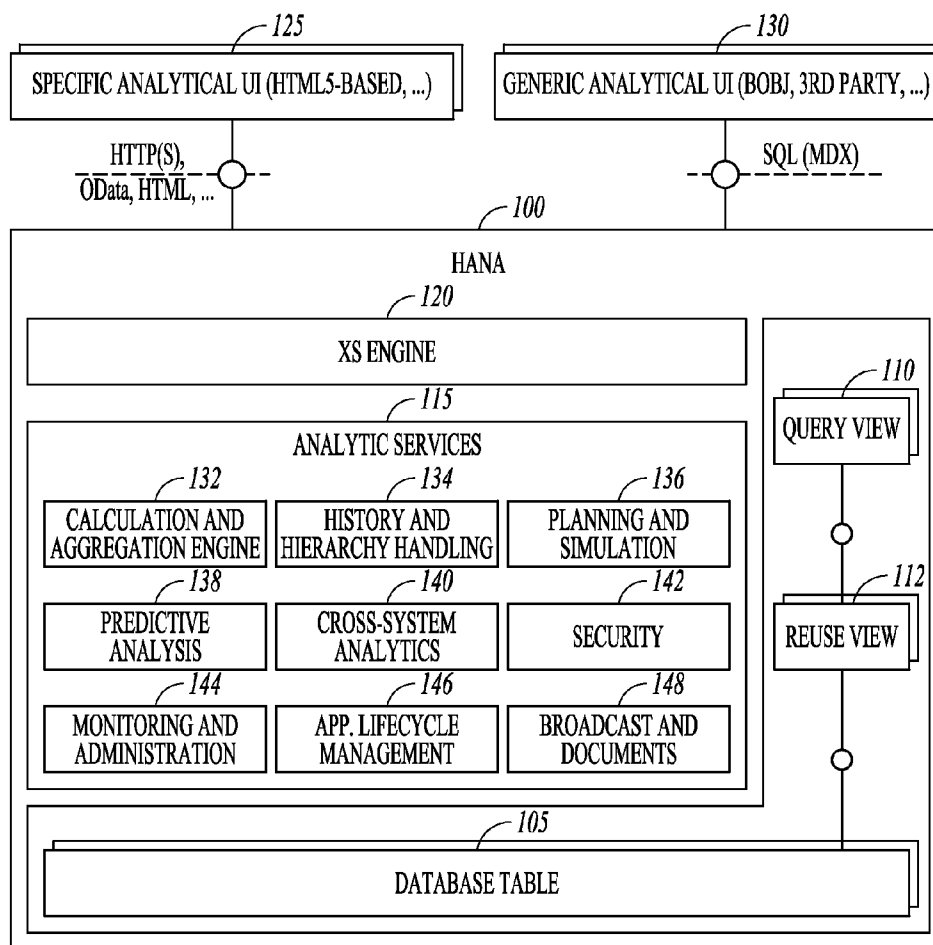 125
130
SPECIFIC ANALYTICAL UI (HTML5-BASED, ...)
GENERIC ANALYTICAL UI (BOBJ, 3RD PARTY, ...)
HTTP(S),
OData, HTML, ...
SQL (MDX)
100
HANA
120
XS ENGINE
110
QUERY VIEW
115
ANALYTIC SERVICES
132
CALCULATION AND
AGGREGATION ENGINE
134
HISTORY AND
HIERARCHY HANDLING
136
PLANNING AND
SIMULATION
138
PREDICTIVE
ANALYSIS
140
CROSS-SYSTEM
ANALYTICS
142
SECURITY
112
REUSE VIEW
144
MONITORING AND
ADMINISTRATION
146
APP. LIFECYCLE
MANAGEMENT
148
BROADCAST AND
DOCUMENTS
105
DATABASE TABLE